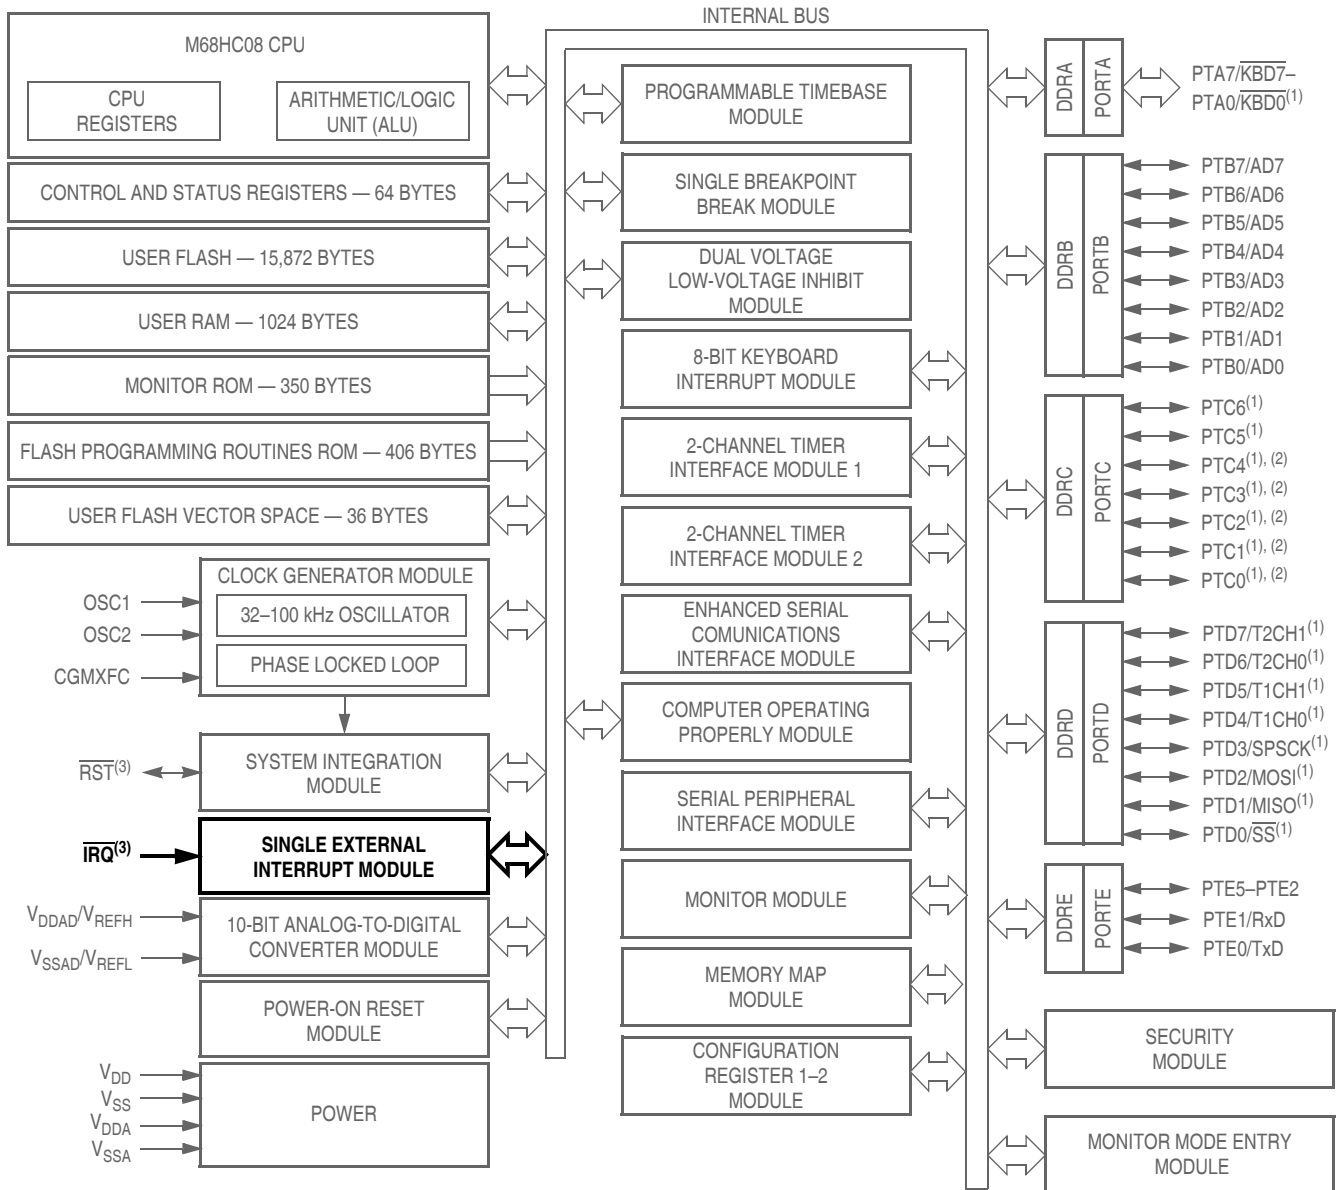 INTERNAL BUS
M68HC08 CPU
CPU
REGISTERS
ARITHMETIC/LOGIC
UNIT (ALU)
CONTROL AND STATUS REGISTERS — 64 BYTES
USER FLASH — 15,872 BYTES
USER RAM — 1024 BYTES
MONITOR ROM — 350 BYTES
FLASH PROGRAMMING ROUTINES ROM — 406 BYTES
USER FLASH VECTOR SPACE — 36 BYTES
CLOCK GENERATOR MODULE
32–100 kHz OSCILLATOR
PHASE LOCKED LOOP
OSC1
OSC2
CGMXFC
SYSTEM INTEGRATION
MODULE
RST(3)
SINGLE EXTERNAL
INTERRUPT MODULE
IRQ(3)
10-BIT ANALOG-TO-DIGITAL
CONVERTER MODULE
VDDAD/VREFH
VSSAD/VREFL
POWER-ON RESET
MODULE
POWER
VDD
VSS
VDDA
VSSA
PROGRAMMABLE TIMEBASE
MODULE
SINGLE BREAKPOINT
BREAK MODULE
DUAL VOLTAGE
LOW-VOLTAGE INHIBIT
MODULE
8-BIT KEYBOARD
INTERRUPT MODULE
2-CHANNEL TIMER
INTERFACE MODULE 1
2-CHANNEL TIMER
INTERFACE MODULE 2
ENHANCED SERIAL
COMUNICATIONS
INTERFACE MODULE
COMPUTER OPERATING
PROPERLY MODULE
SERIAL PERIPHERAL
INTERFACE MODULE
MONITOR MODULE
MEMORY MAP
MODULE
CONFIGURATION
REGISTER 1–2
MODULE
DDRA
PORTA
PTA7/KBD7–
PTA0/KBD0(1)
DDRB
PORTB
PTB7/AD7
PTB6/AD6
PTB5/AD5
PTB4/AD4
PTB3/AD3
PTB2/AD2
PTB1/AD1
PTB0/AD0
DDRC
PORTC
PTC6(1)
PTC5(1)
PTC4(1), (2)
PTC3(1), (2)
PTC2(1), (2)
PTC1(1), (2)
PTC0(1), (2)
DDRD
PORTD
PTD7/T2CH1(1)
PTD6/T2CH0(1)
PTD5/T1CH1(1)
PTD4/T1CH0(1)
PTD3/SPSCK(1)
PTD2/MOSI(1)
PTD1/MISO(1)
PTD0/SS(1)
DDRE
PORTE
PTE5–PTE2
PTE1/RxD
PTE0/TxD
SECURITY
MODULE
MONITOR MODE ENTRY
MODULE